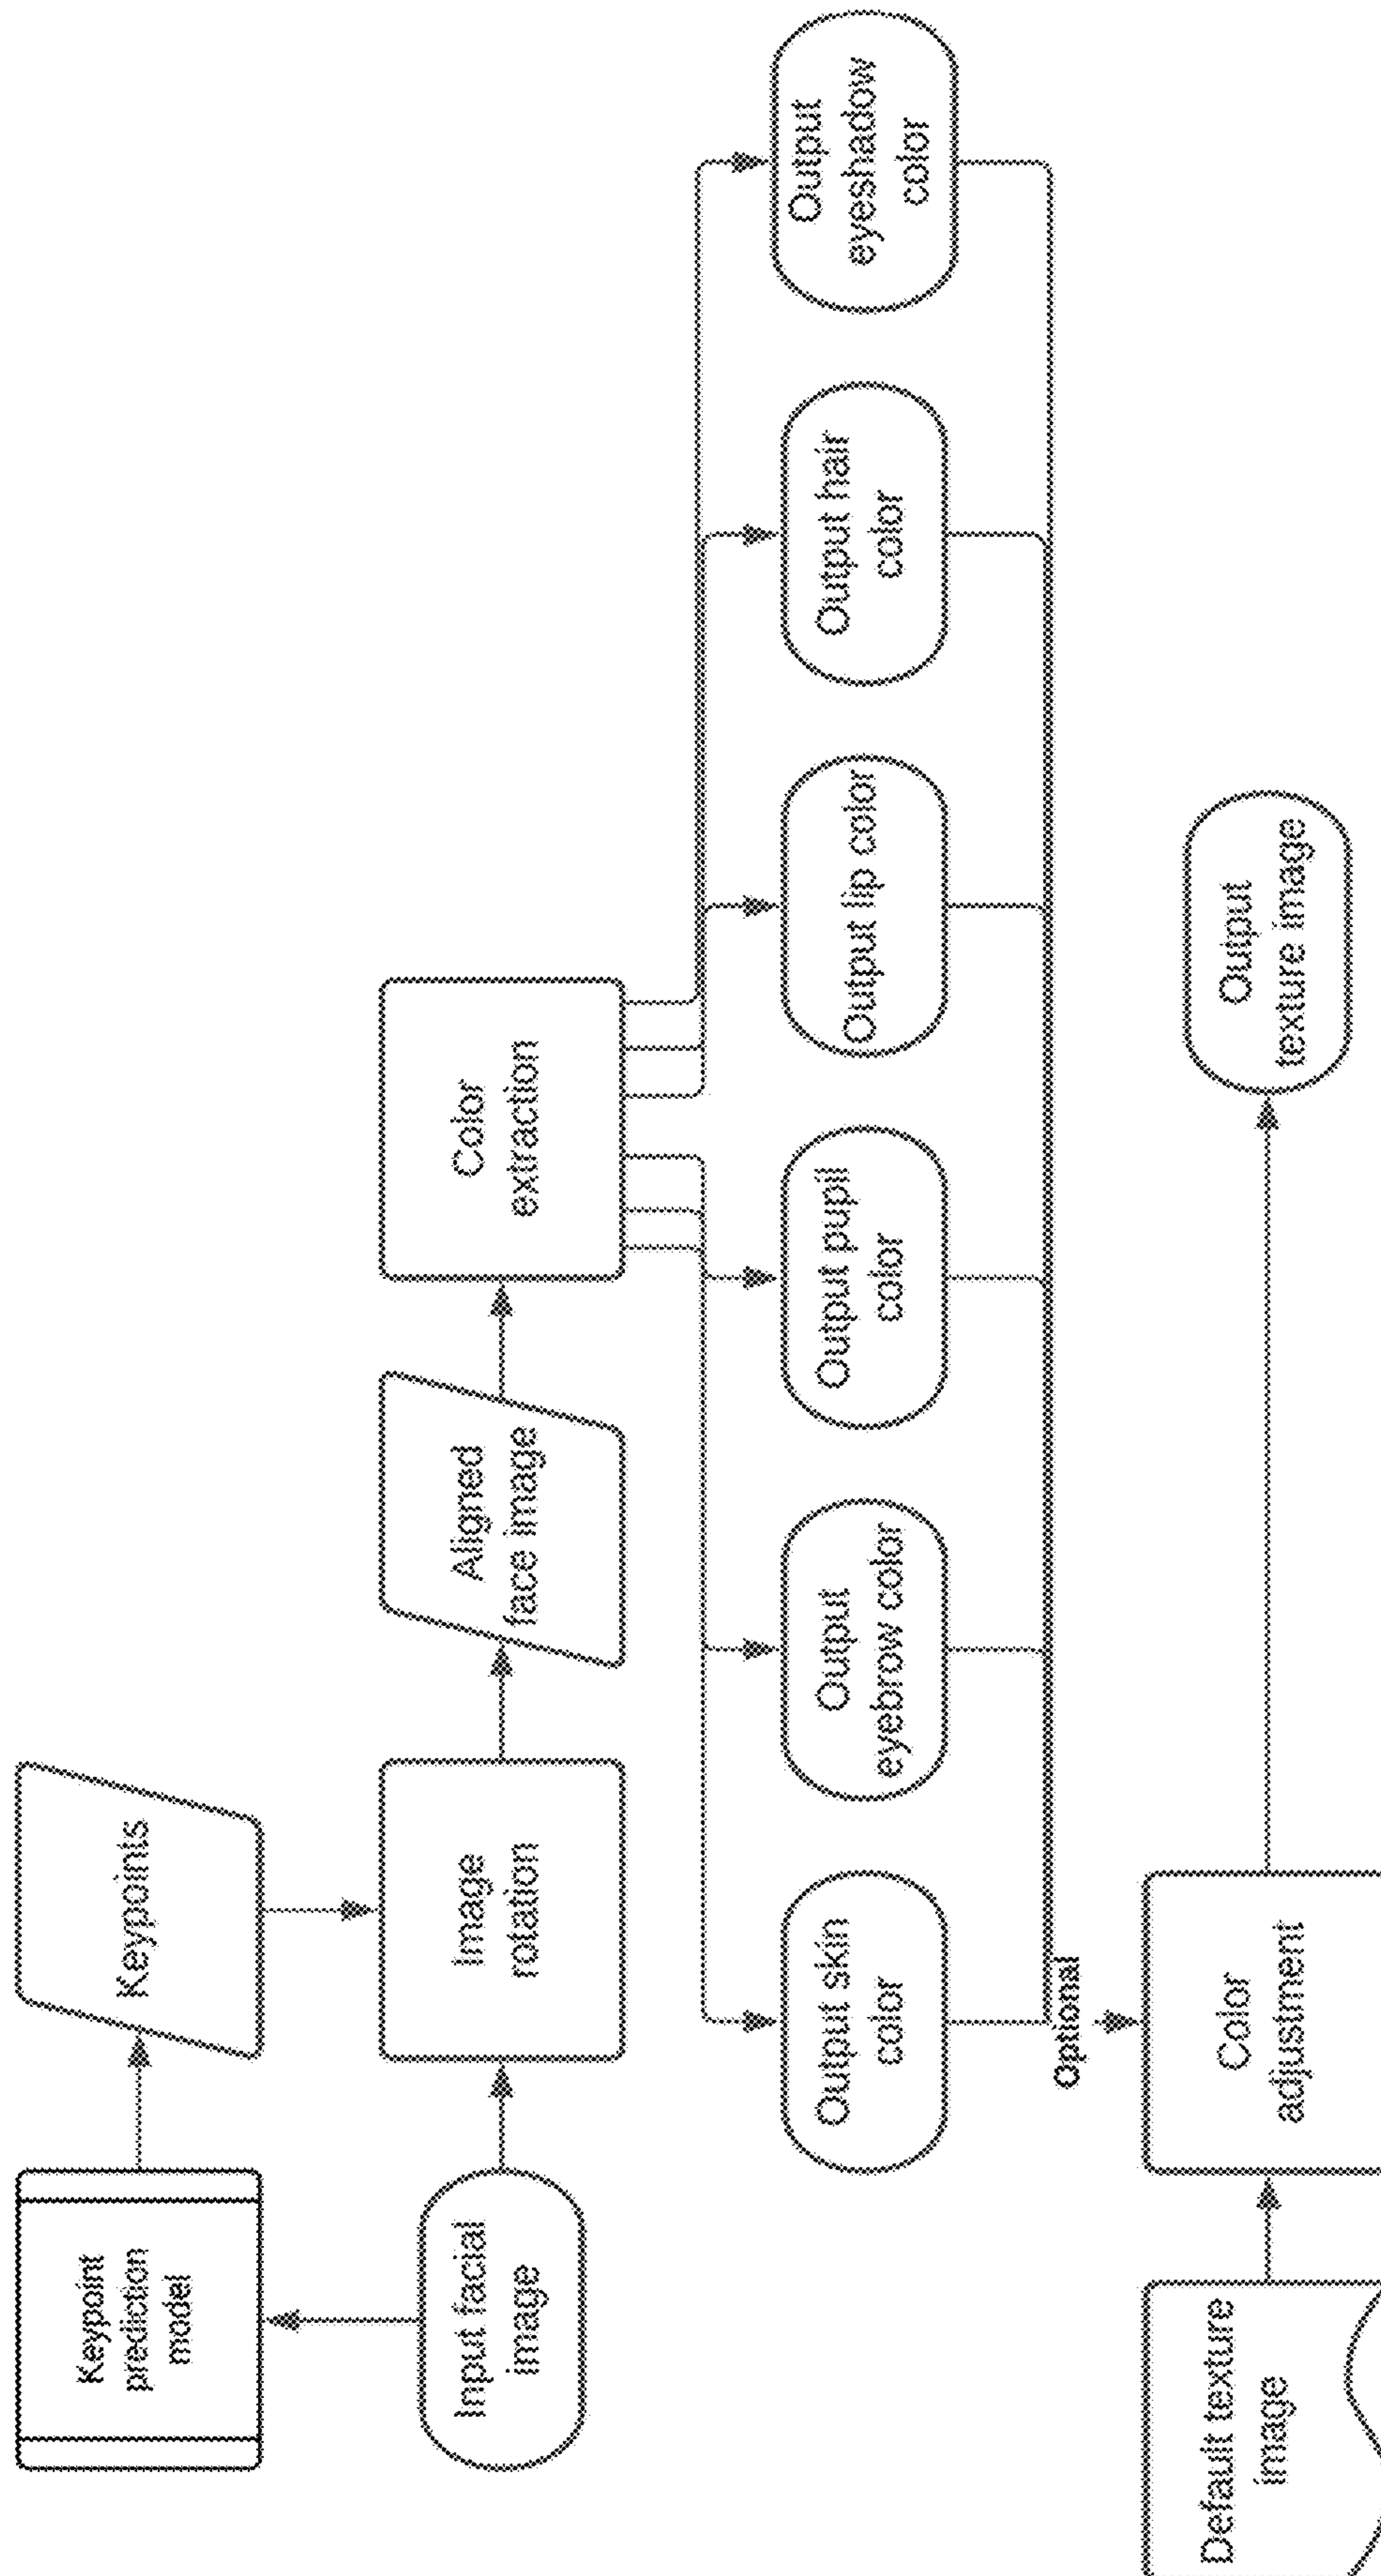 Keypoint
prediction
model
Keypoints
Input facial
image
Image
rotation
Aligned
face image
Color
extraction
Output skin
color
Output
eyebrow color
Output pupil
color
Output lip color
Output hair
color
Output
eyeshadow
color
Optional
Default texture
image
Color
adjustment
Output
texture image